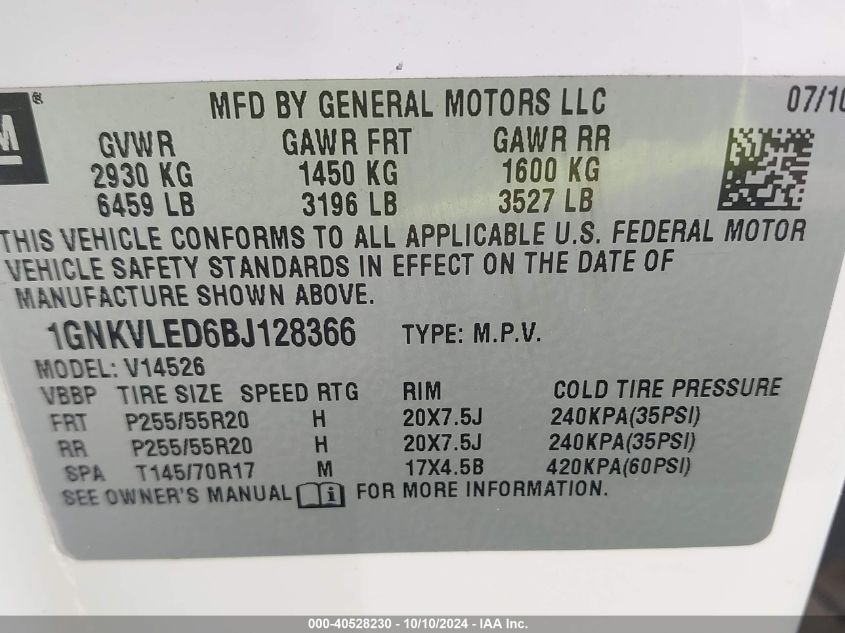 MFD BY GENERAL MOTORS LLC 07/10
GVWR GAWR FRT GAWR RR
2930 KG 1450 KG 1600 KG
6459 LB 3196 LB 3527 LB
THIS VEHICLE CONFORMS TO ALL APPLICABLE U.S. FEDERAL MOTOR
VEHICLE SAFETY STANDARDS IN EFFECT ON THE DATE OF
MANUFACTURE SHOWN ABOVE.
1GNKVLED6BJ128366 TYPE: M.P.V.
MODEL: V14526
VBBP TIRE SIZE SPEED RTG RIM COLD TIRE PRESSURE
FRT P255/55R20 H 20X7.5J 240KPA(35PSI)
RR P255/55R20 H 20X7.5J 240KPA(35PSI)
SPA T145/70R17 M 17X4.5B 420KPA(60PSI)
SEE OWNER'S MANUAL i FOR MORE INFORMATION.
000-40528230 - 10/10/2024 - IAA Inc.